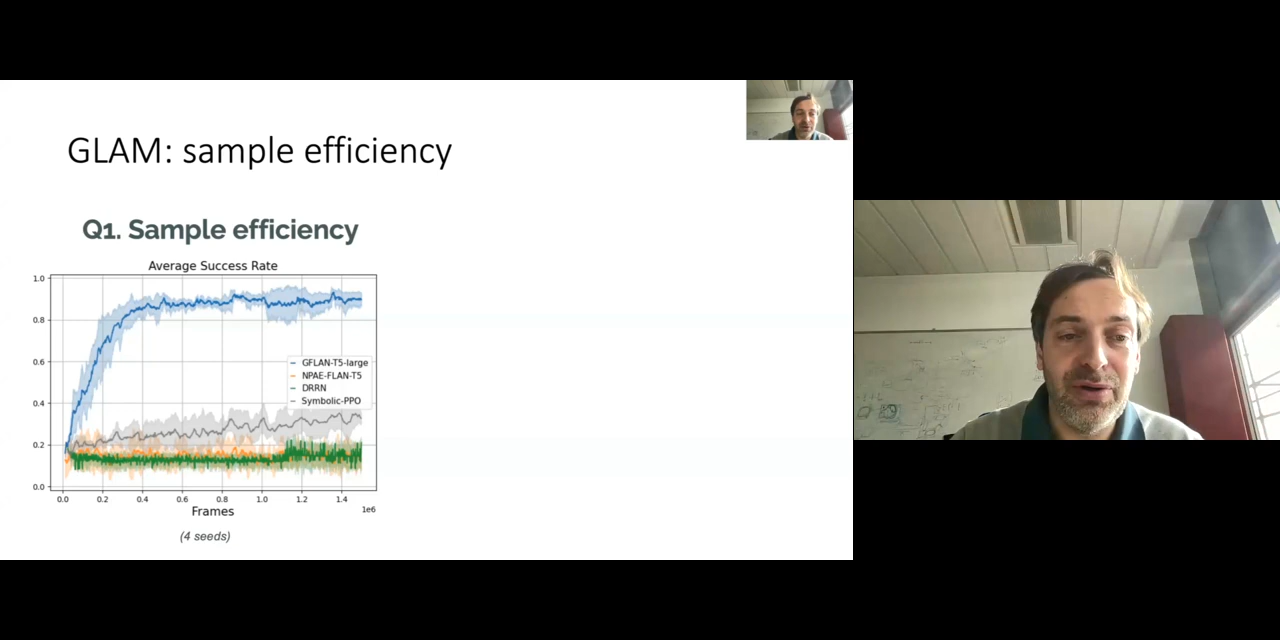 GLAM: sample efficiency
Q1. Sample efficiency
Average Success Rate
1.0
0.8
0.6
0.4
0.2
0.0
GFLAN-T5-large
NPAE-FLAN-T5
DRRN
Symbolic-PPO
0.0 0.2 0.4 0.6 0.8 1.0 1.2 1.4
1e6
Frames
(4 seeds)